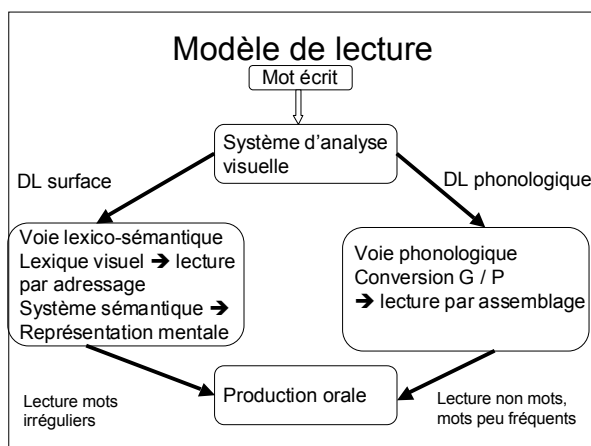 Modèle de lecture
Mot écrit
Système d'analyse
visuelle
DL surface
DL phonologique
Voie lexico-sémantique
Lexique visuel ➔ lecture
par adressage
Système sémantique ➔
Représentation mentale
Voie phonologique
Conversion G / P
➔ lecture par assemblage
Lecture mots
irréguliers
Production orale
Lecture non mots,
mots peu fréquents